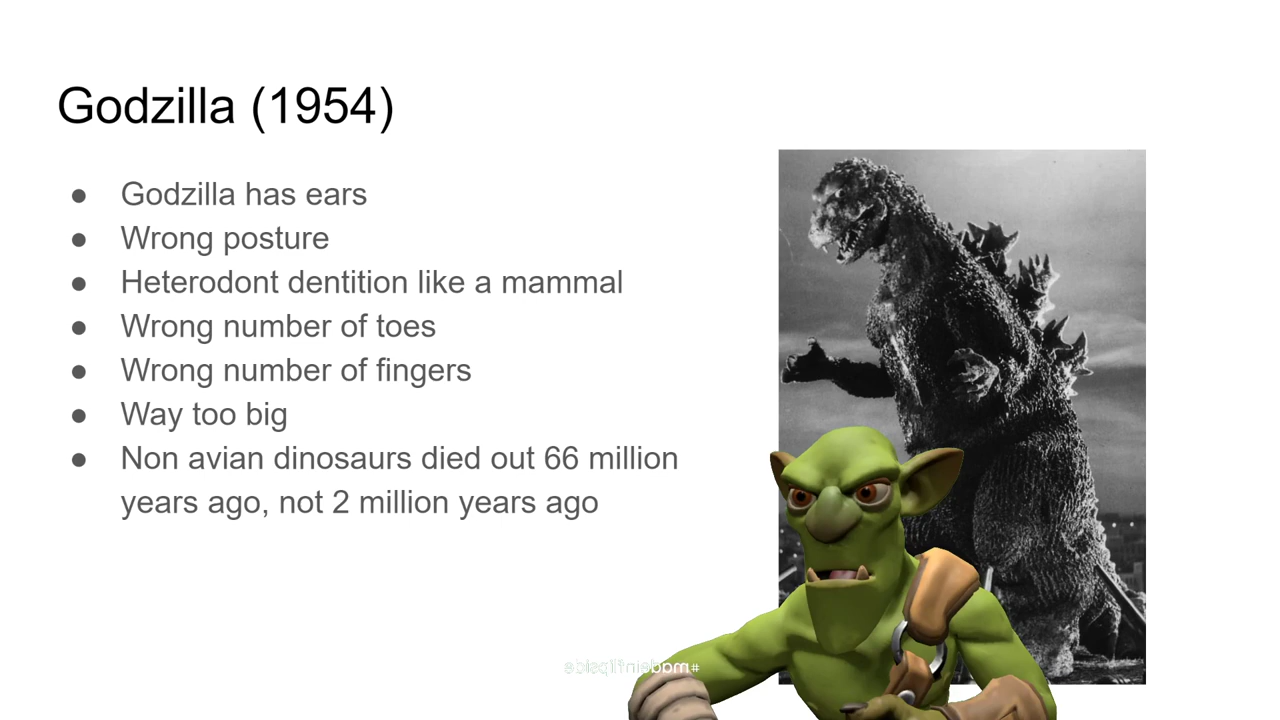 Godzilla (1954)
● Godzilla has ears
● Wrong posture
● Heterodont dentition like a mammal
● Wrong number of toes
● Wrong number of fingers
● Way too big
● Non avian dinosaurs died out 66 million
years ago, not 2 million years ago
#madeinflipside